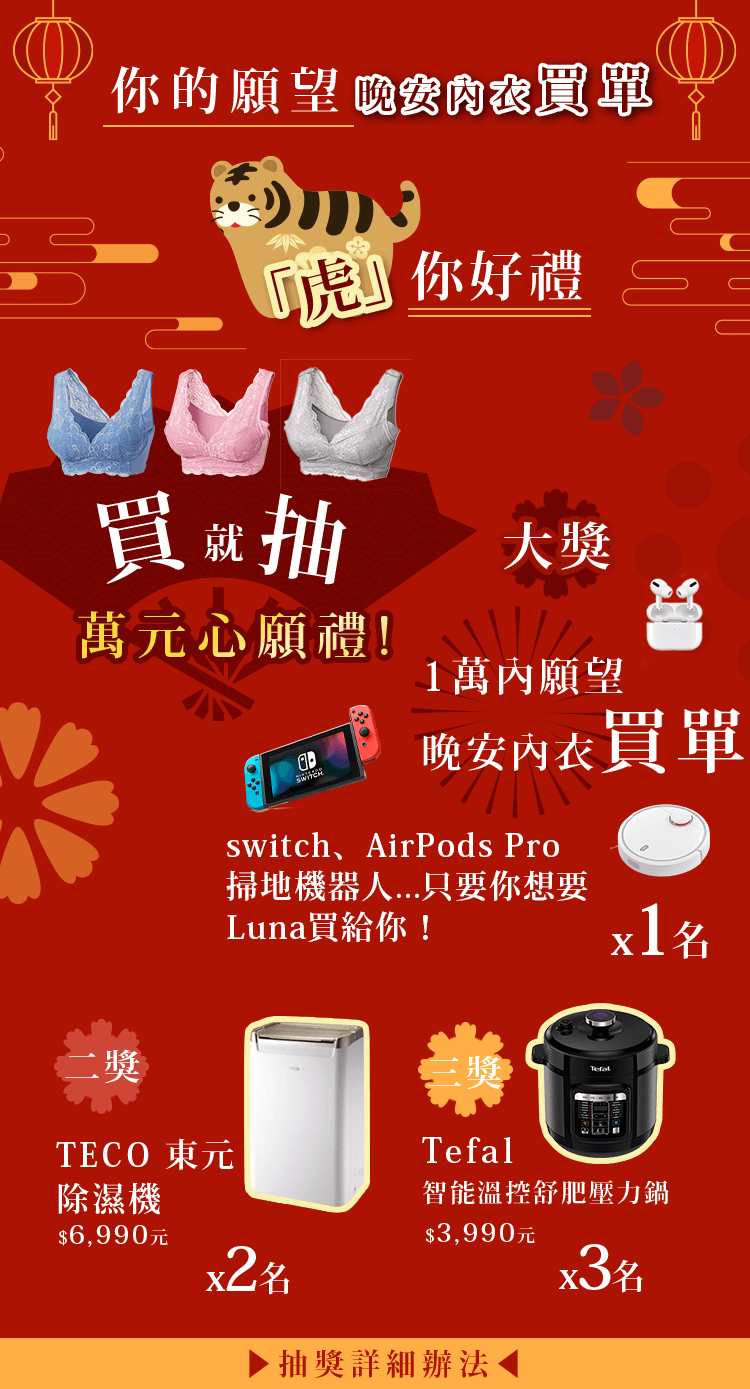 你的願望晚安內衣買單
「虎」你好禮
買就抽
萬元心願禮!
大獎
1萬內願望
晚安內衣買單
NINTENDO
SWITCH
switch、AirPods Pro
掃地機器人...只要你想要
Luna買給你！
x1名
二獎
TECO 東元
除濕機
$6,990元
x2名
三獎
Tefal
Tefal
智能溫控舒肥壓力鍋
$3,990元
x3名
▶抽獎詳細辦法◀